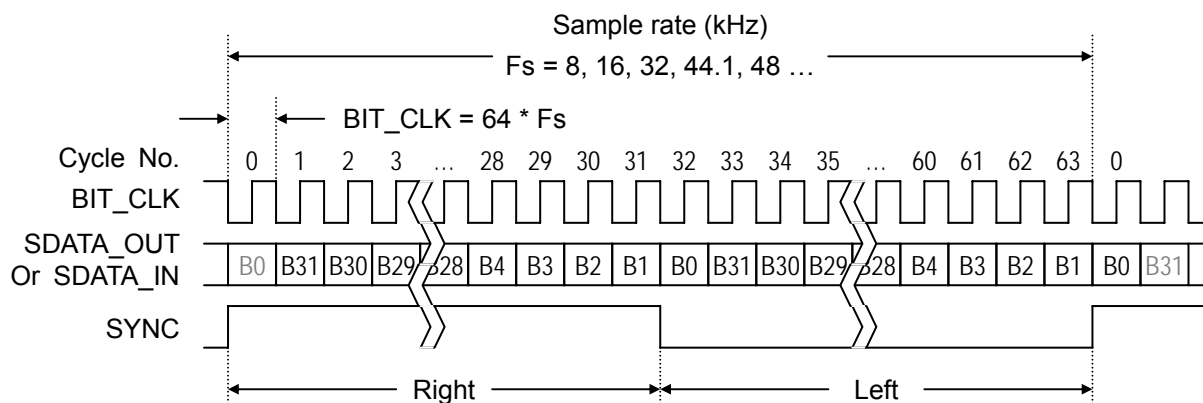 Sample rate (kHz)
Fs = 8, 16, 32, 44.1, 48 …
BIT_CLK = 64 * Fs
Cycle No. 0 1 2 3 … 28 29 30 31 32 33 34 35 … 60 61 62 63 0
BIT_CLK
SDATA_OUT
Or SDATA_IN
B0 B31 B30 B29 B28 B4 B3 B2 B1 B0 B31 B30 B29 B28 B4 B3 B2 B1 B0 B31
SYNC
Right Left